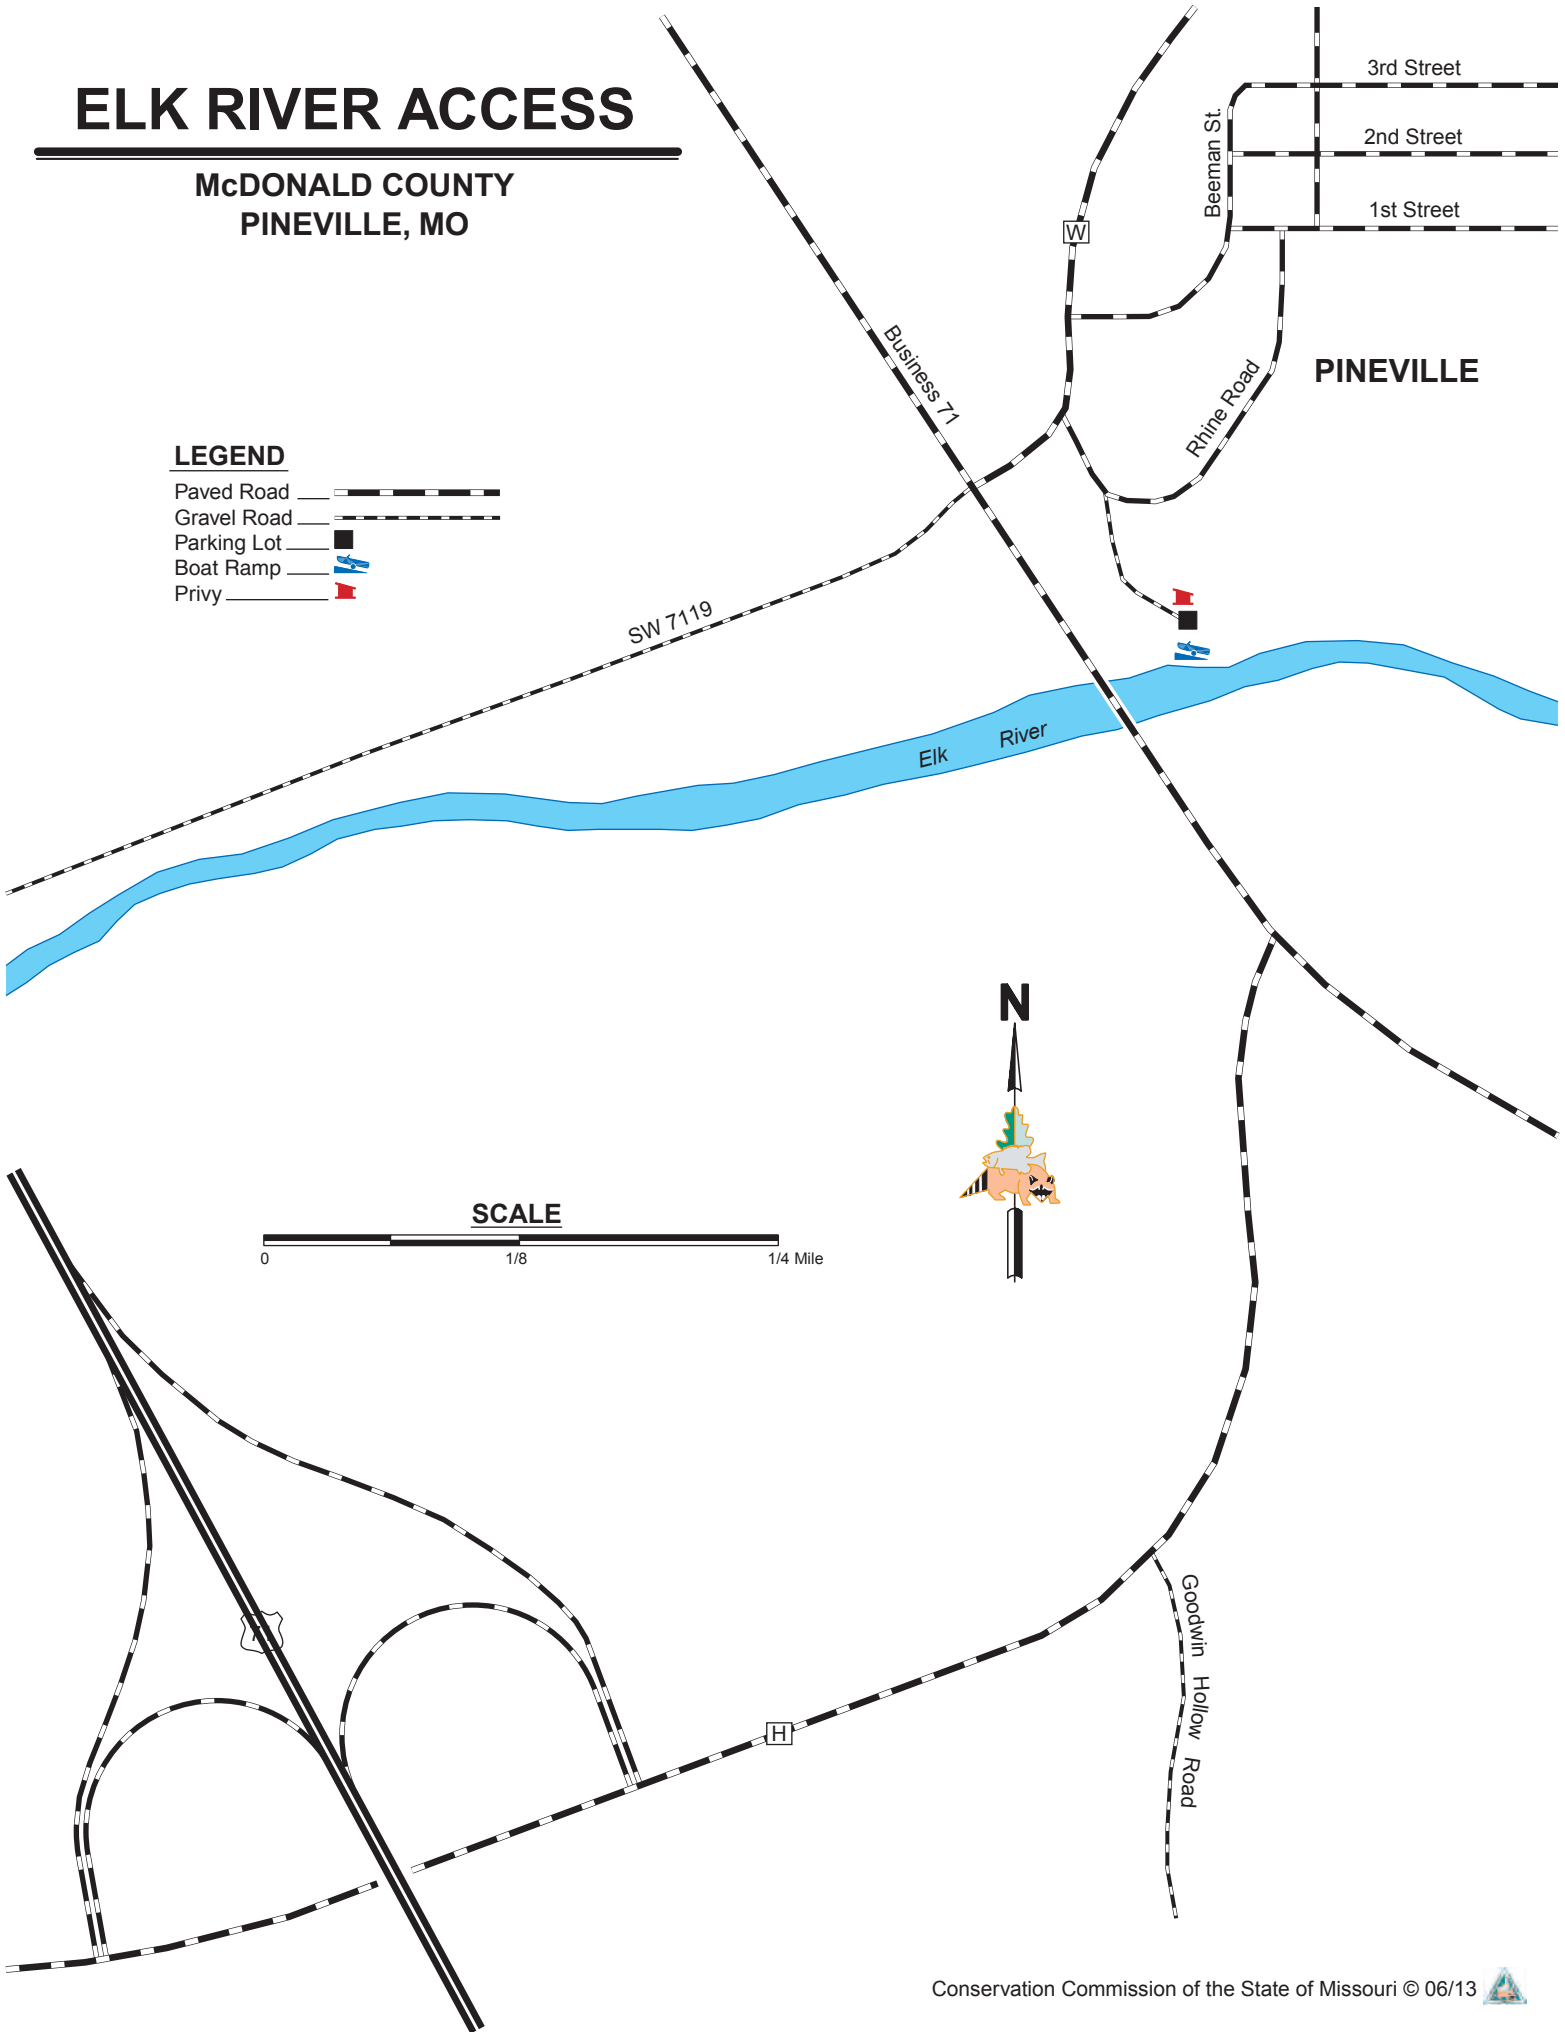 ELK RIVER ACCESS
McDONALD COUNTY
PINEVILLE, MO
3rd Street
2nd Street
1st Street
Beeman St.
W
Business 71
Rhine Road
PINEVILLE
LEGEND
Paved Road
Gravel Road
Parking Lot
Boat Ramp
Privy
SW 7119
Elk River
N
SCALE
0 1/8 1/4 Mile
H
Goodwin Hollow Road
Conservation Commission of the State of Missouri © 06/13